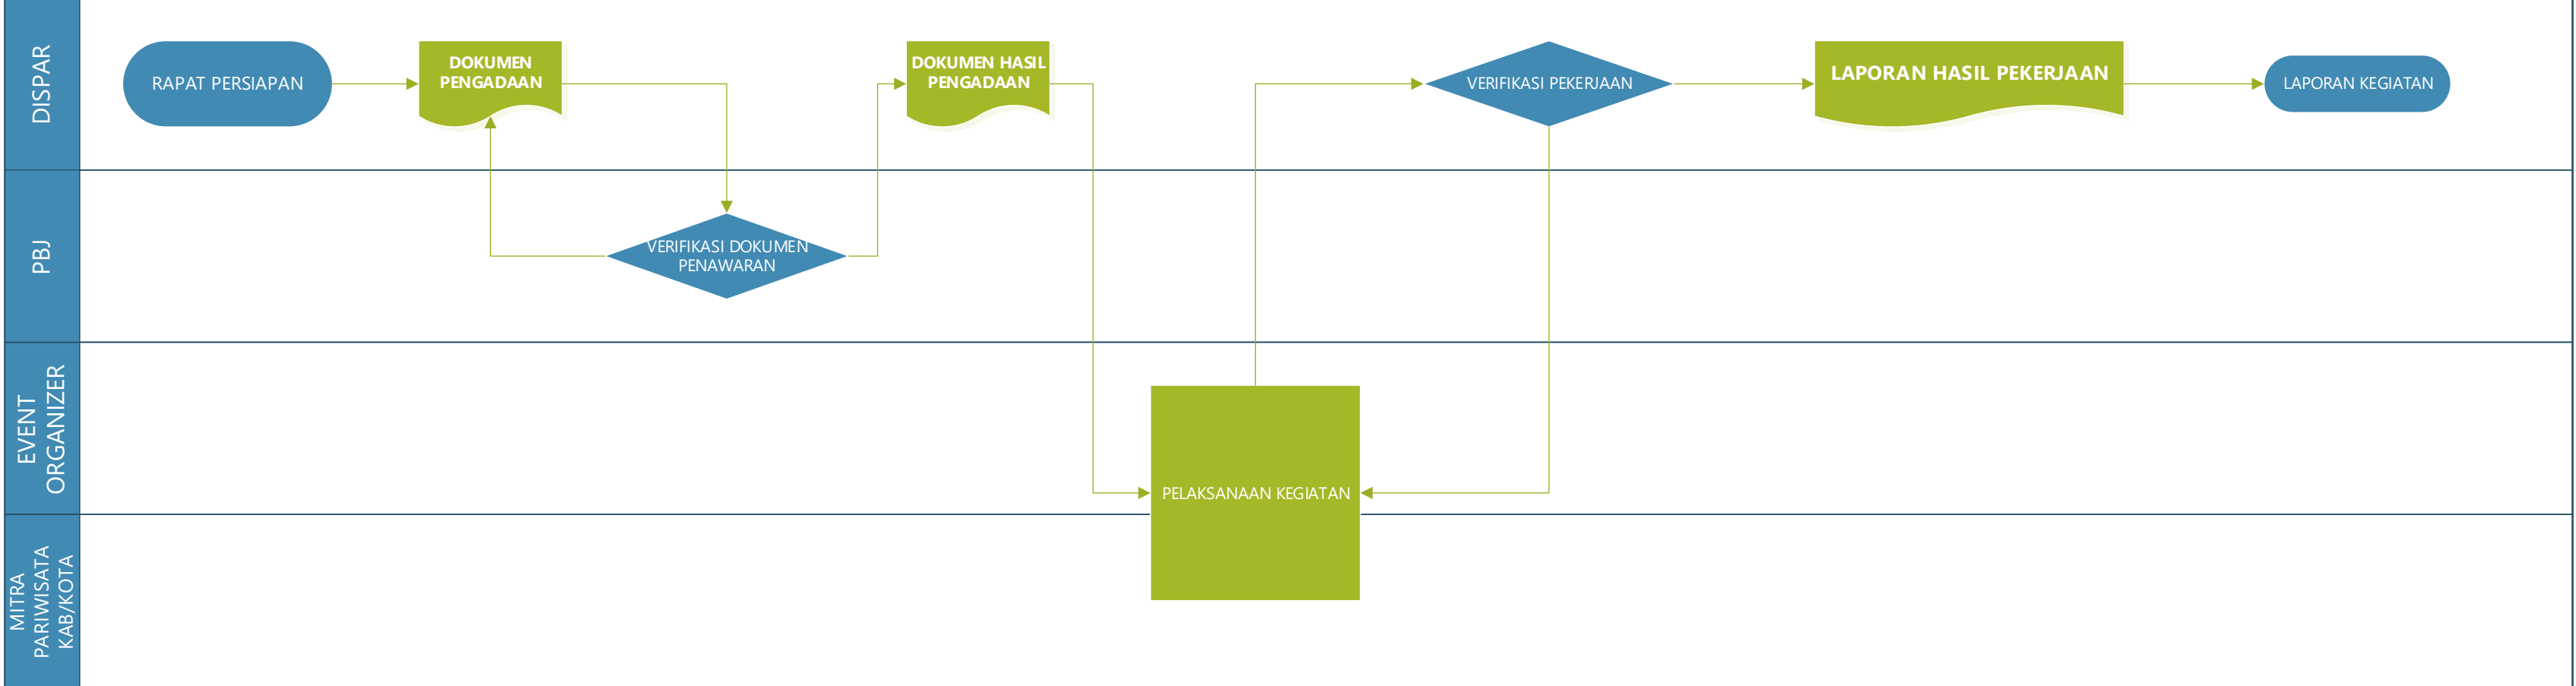 DISPAR
RAPAT PERSIAPAN
DOKUMEN
PENGADAAN
DOKUMEN HASIL
PENGADAAN
VERIFIKASI PEKERJAAN
LAPORAN HASIL PEKERJAAN
LAPORAN KEGIATAN
PBJ
VERIFIKASI DOKUMEN
PENAWARAN
EVENT
ORGANIZER
PELAKSANAAN KEGIATAN
MITRA
PARIWISATA
KAB/KOTA